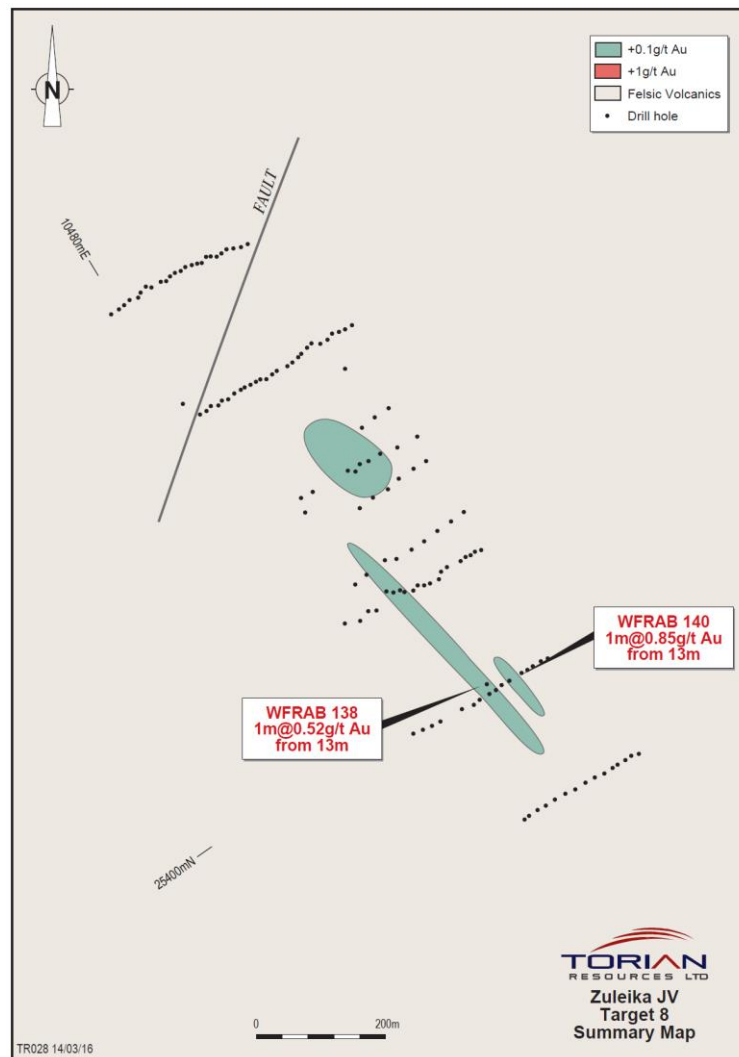 +0.1g/t Au
+1g/t Au
Felsic Volcanics
Drill hole
N
FAULT
10480mE
WFRAB 140
1m@0.85g/t Au
from 13m
WFRAB 138
1m@0.52g/t Au
from 13m
25400mN
TORIAN
RESOURCES LTD
Zuleika JV
Target 8
Summary Map
0 200m
TR028 14/03/16